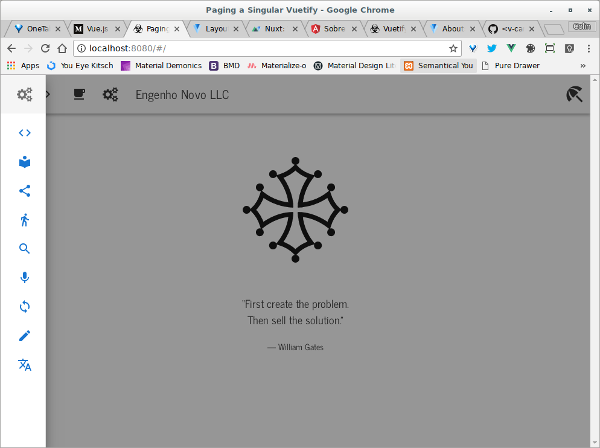 Paging a Singular Vuetify - Google Chrome
OneTa
Vue.js
Paging
Layou
Nuxt:
Sobre
Vuetif
About
<v-ca
Colin
localhost:8080/#/
Apps
You Eye Kitsch
Material Demonics
BMD
Materialize-o
Material Design Lit
Semantical You
Pure Drawer
»
Engenho Novo LLC
"First create the problem.
Then sell the solution."
— William Gates